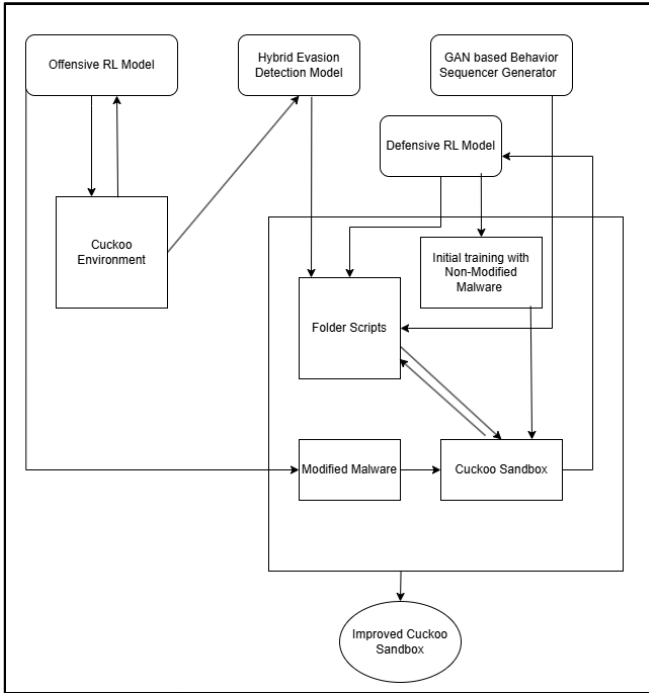 Offensive RL Model
Hybrid Evasion
Detection Model
GAN based Behavior
Sequencer Generator
Defensive RL Model
Cuckoo
Environment
Initial training with
Non-Modified
Malware
Folder Scripts
Modified Malware
Cuckoo Sandbox
Improved Cuckoo
Sandbox